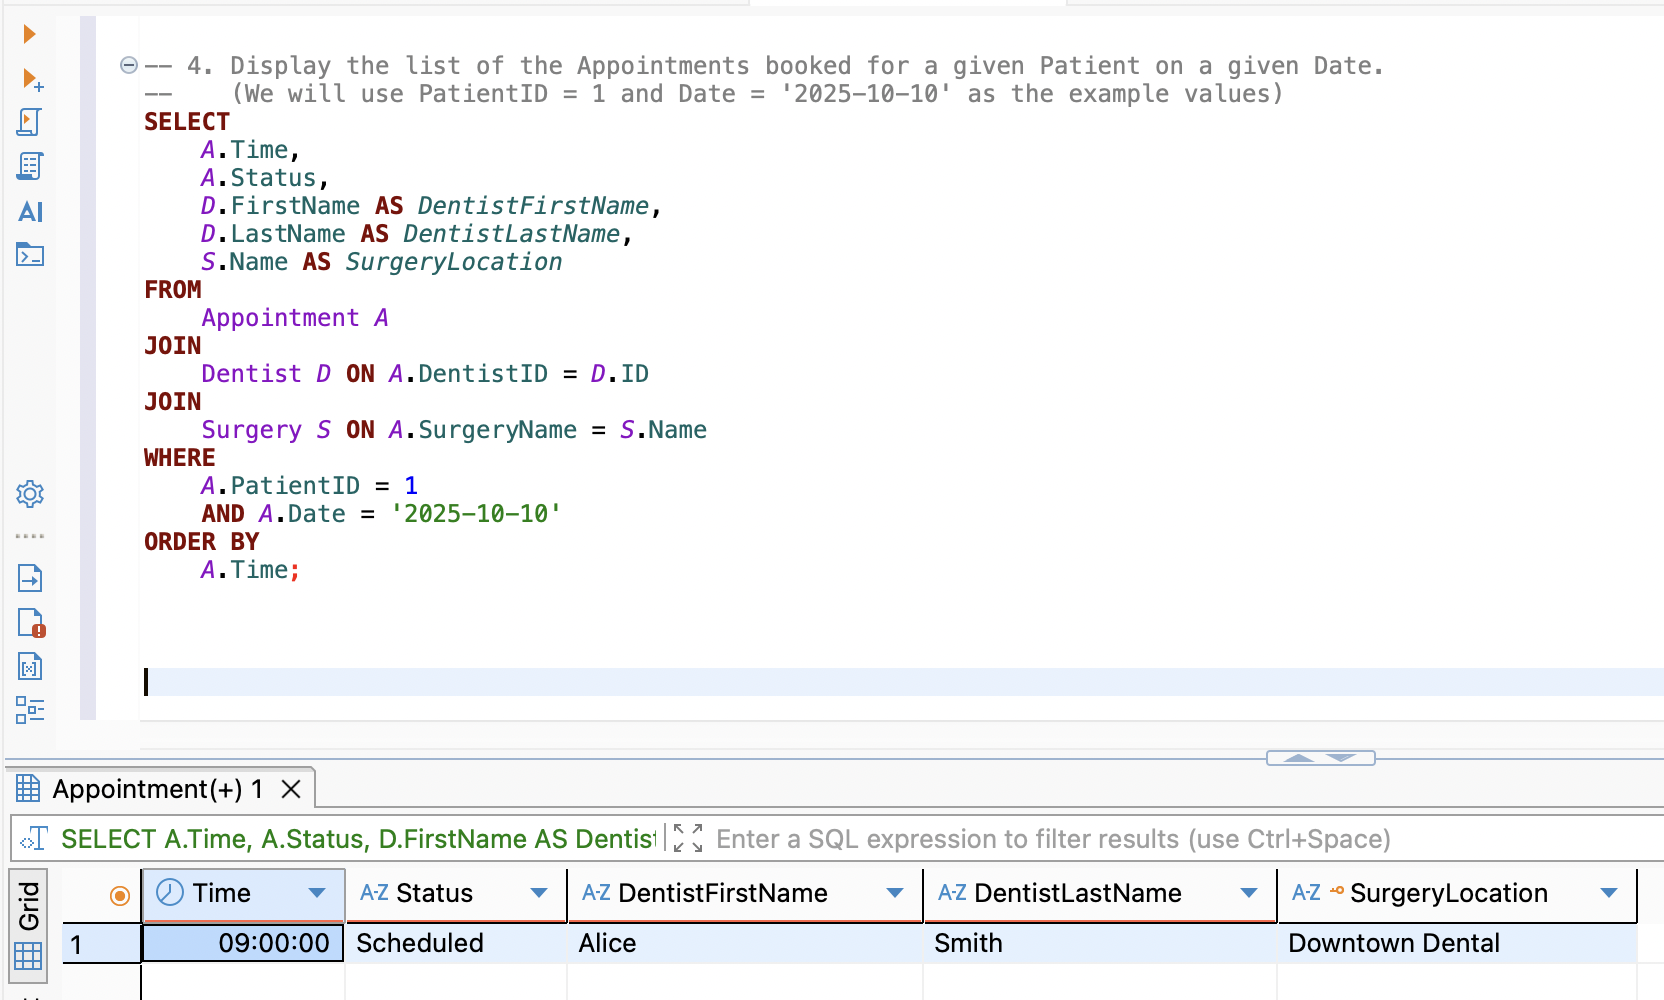 -- 4. Display the list of the Appointments booked for a given Patient on a given Date.
--    (We will use PatientID = 1 and Date = '2025-10-10' as the example values)
SELECT
    A.Time,
    A.Status,
    D.FirstName AS DentistFirstName,
    D.LastName AS DentistLastName,
    S.Name AS SurgeryLocation
FROM
    Appointment A
JOIN
    Dentist D ON A.DentistID = D.ID
JOIN
    Surgery S ON A.SurgeryName = S.Name
WHERE
    A.PatientID = 1
    AND A.Date = '2025-10-10'
ORDER BY
    A.Time;
AI
Appointment(+) 1
SELECT A.Time, A.Status, D.FirstName AS Dentist Enter a SQL expression to filter results (use Ctrl+Space)
Grid
Time A-Z Status A-Z DentistFirstName A-Z DentistLastName A-Z SurgeryLocation
1 09:00:00 Scheduled Alice Smith Downtown Dental